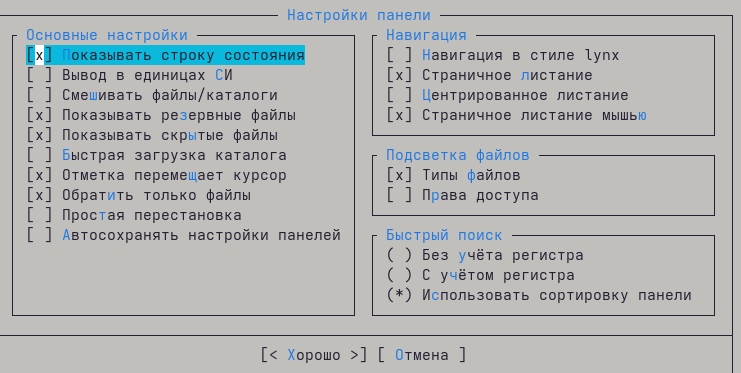 Настройки панели
Основные настройки
[x] Показывать строку состояния
[ ] Вывод в единицах СИ
[ ] Смешивать файлы/каталоги
[x] Показывать резервные файлы
[x] Показывать скрытые файлы
[ ] Быстрая загрузка каталога
[x] Отметка перемещает курсор
[x] Обратить только файлы
[ ] Простая перестановка
[ ] Автосохранять настройки панелей
Навигация
[ ] Навигация в стиле lynx
[x] Страничное листание
[ ] Центрированное листание
[x] Страничное листание мышью
Подсветка файлов
[x] Типы файлов
[ ] Права доступа
Быстрый поиск
( ) Без учёта регистра
( ) С учётом регистра
(*) Использовать сортировку панели
[< Хорошо >] [ Отмена ]